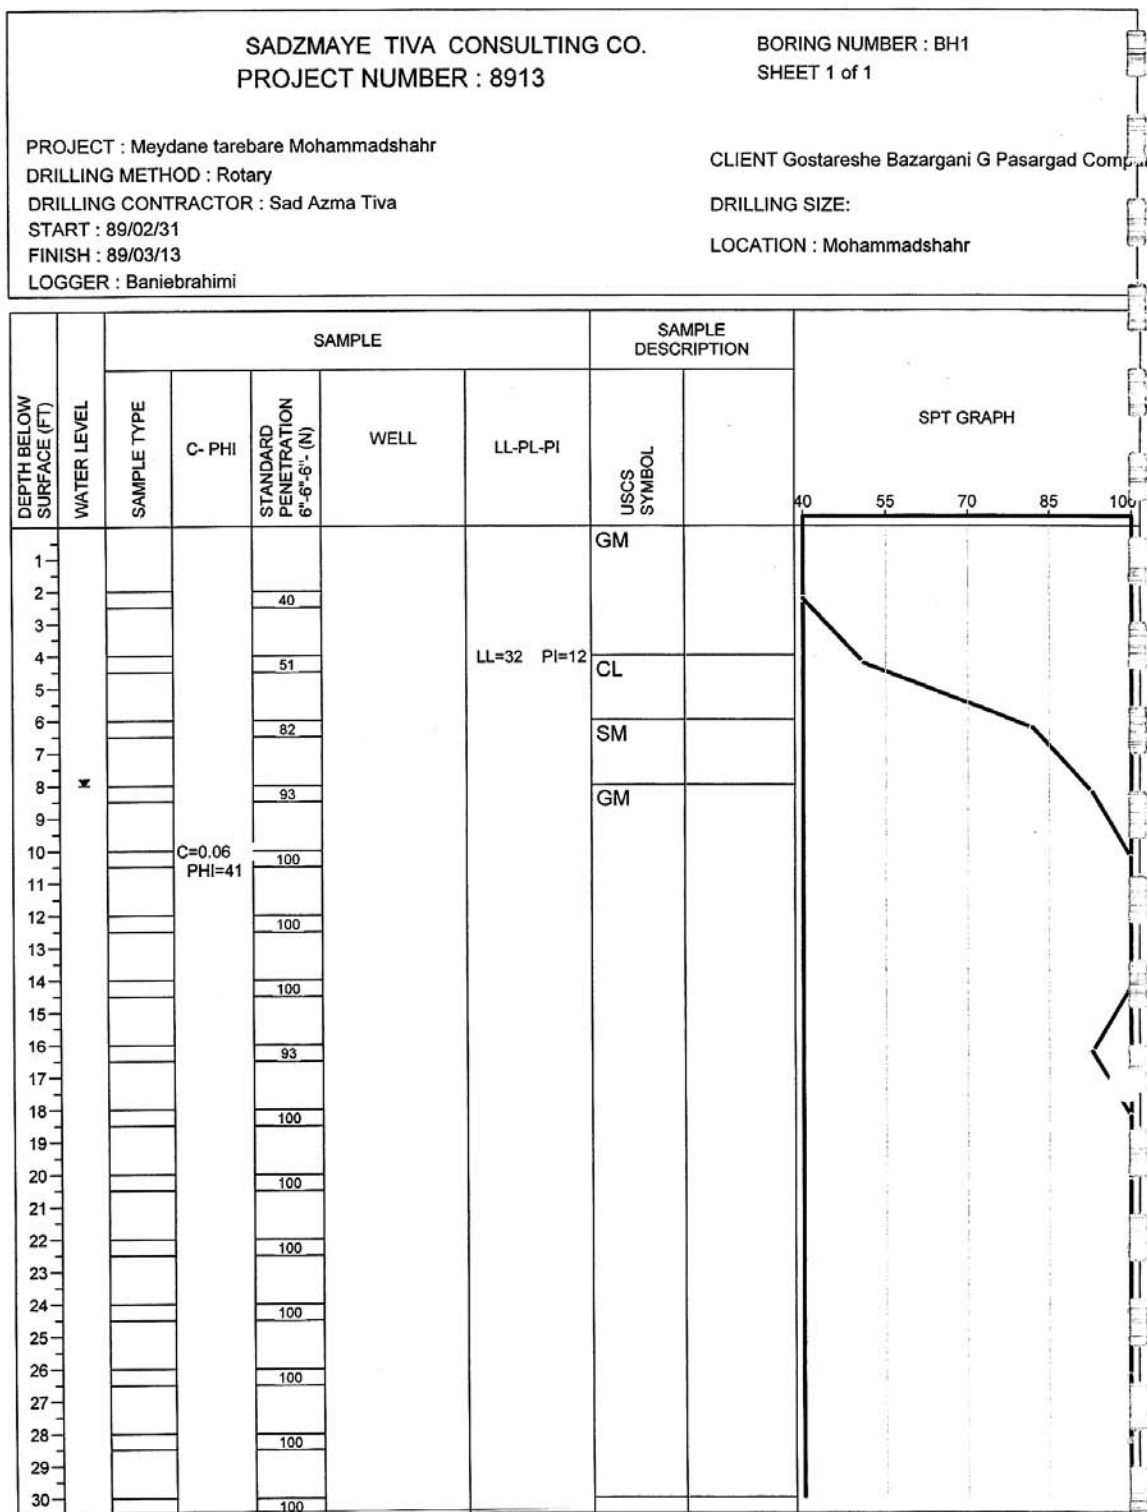 SADZMAYE TIVA CONSULTING CO.
PROJECT NUMBER : 8913
BORING NUMBER : BH1
SHEET 1 of 1
PROJECT : Meydane tarebare Mohammadshahr
DRILLING METHOD : Rotary
DRILLING CONTRACTOR : Sad Azma Tiva
START : 89/02/31
FINISH : 89/03/13
LOGGER : Baniebrahimi
CLIENT Gostareshe Bazargani G Pasargad
DRILLING SIZE:
LOCATION : Mohammadshahr
DEPTH BELOW
SURFACE (FT)
WATER LEVEL
SAMPLE
SAMPLE TYPE
C- PHI
STANDARD
PENETRATION
6"-6"-6"- (N)
WELL
LL-PL-PI
SAMPLE
DESCRIPTION
USCS
SYMBOL
SPT GRAPH
40 55 70 85 100
GM
1
2
40
3
4
51
LL=32 PI=12
CL
5
6
82
SM
7
8
93
GM
9
10
C=0.06
PHI=41
100
11
12
100
13
14
100
15
16
93
17
18
100
19
20
100
21
22
100
23
24
100
25
26
100
27
28
100
29
30
100